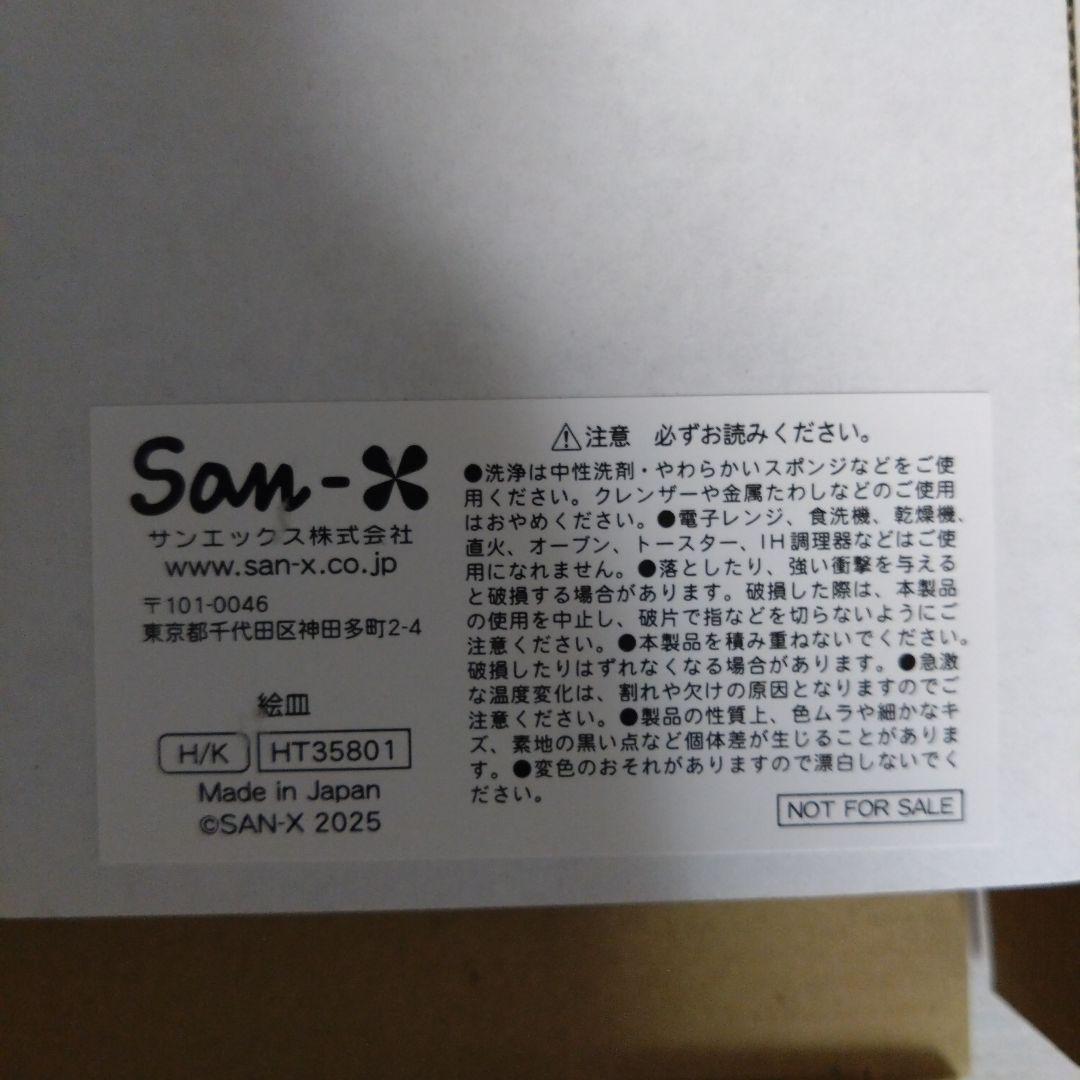 San-X
サンエックス株式会社
www.san-x.co.jp
〒101-0046
東京都千代田区神田多町2-4
絵皿
H/K HT35801
Made in Japan
©SAN-X 2025
⚠注意 必ずお読みください。
●洗浄は中性洗剤・やわらかいスポンジなどをご使
用ください。クレンザーや金属たわしなどのご使用
はおやめください。●電子レンジ、食洗機、乾燥機、
直火、オーブン、トースター、IH調理器などはご使
用になれません。●落としたり、強い衝撃を与える
と破損する場合があります。破損した際は、本製品
の使用を中止し、破片で指などを切らないようにご
注意ください。●本製品を積み重ねないでください。
破損したりはずれなくなる場合があります。●急激
な温度変化は、割れや欠けの原因となりますのでご
注意ください。●製品の性質上、色ムラや細かなキ
ズ、素地の黒い点など個体差が生じることがありま
す。●変色のおそれがありますので漂白しないでく
ださい。
NOT FOR SALE